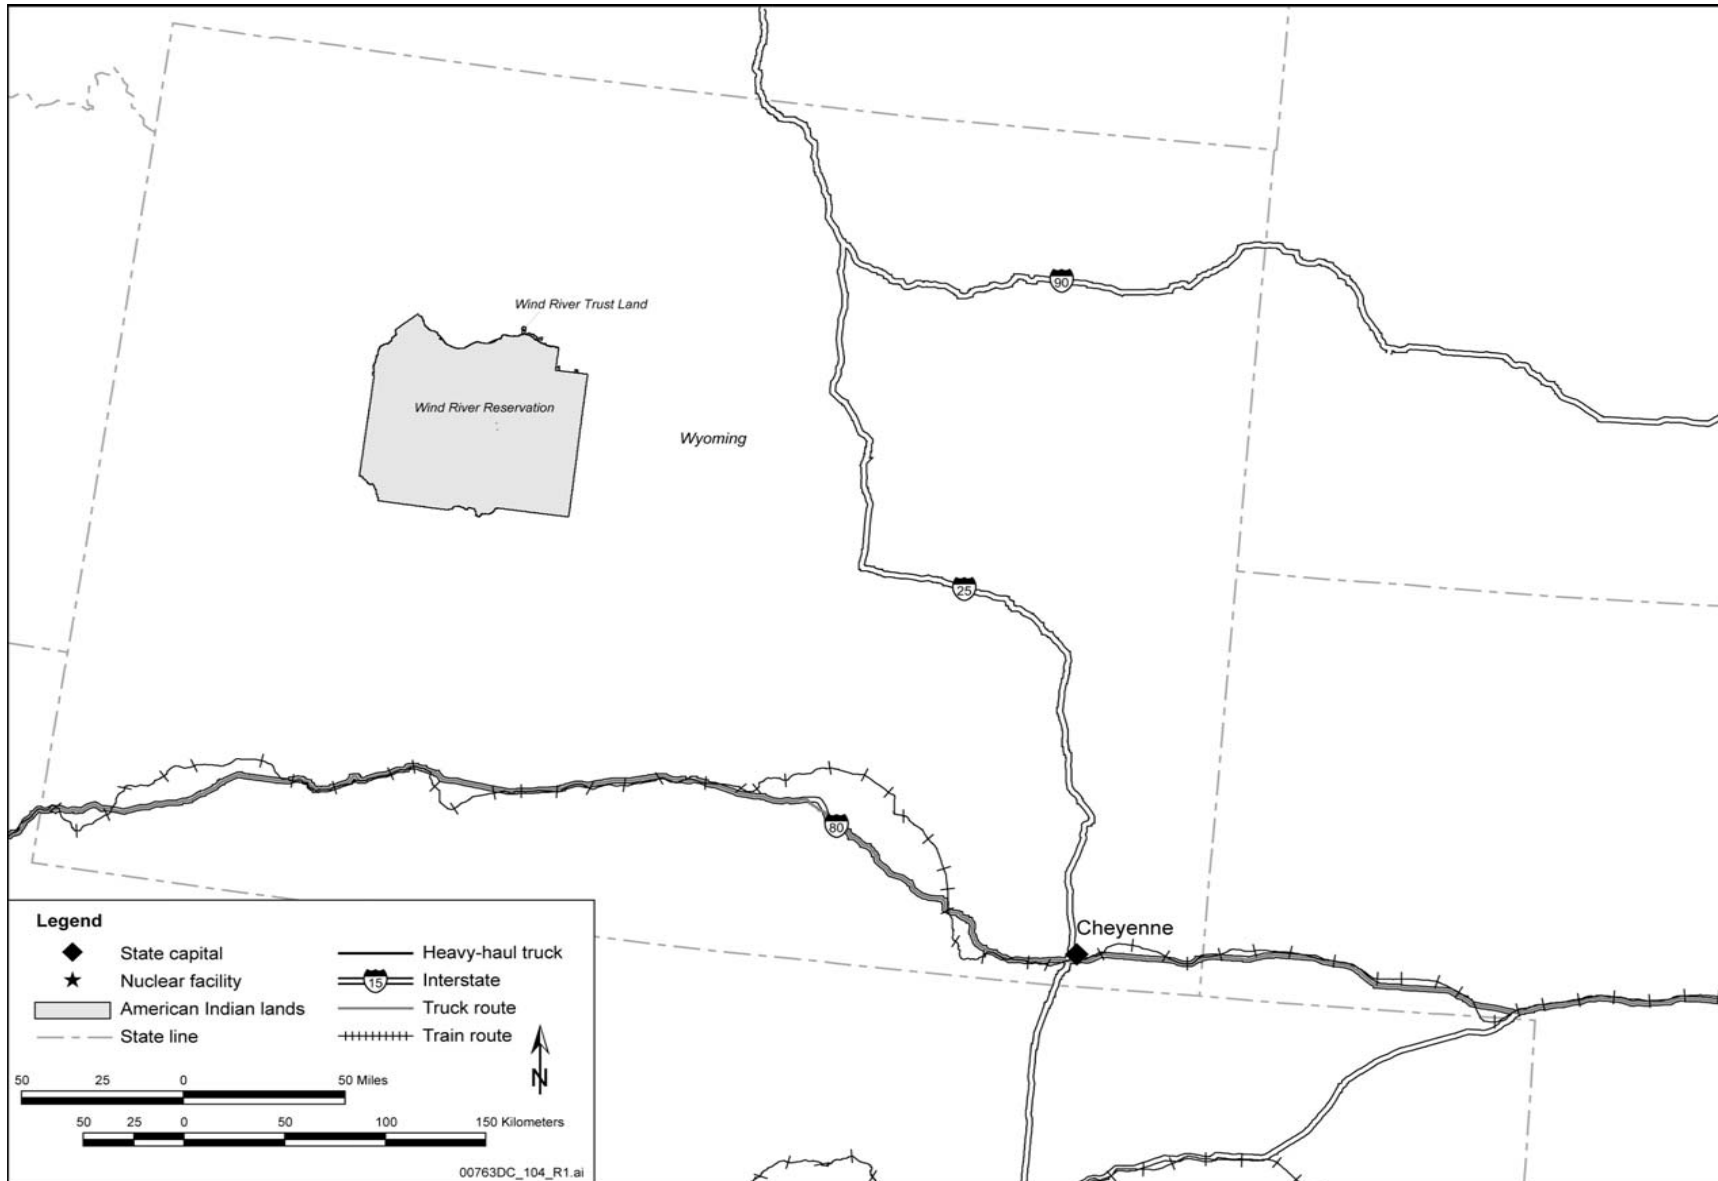 90
Wind River Trust Land
Wind River Reservation
Wyoming
25
80
Cheyenne
Legend
State capital
Nuclear facility
American Indian lands
State line
Heavy-haul truck
15 Interstate
Truck route
Train route
N
50 25 0 50 Miles
50 25 0 50 100 150 Kilometers
00763DC_104_R1.ai